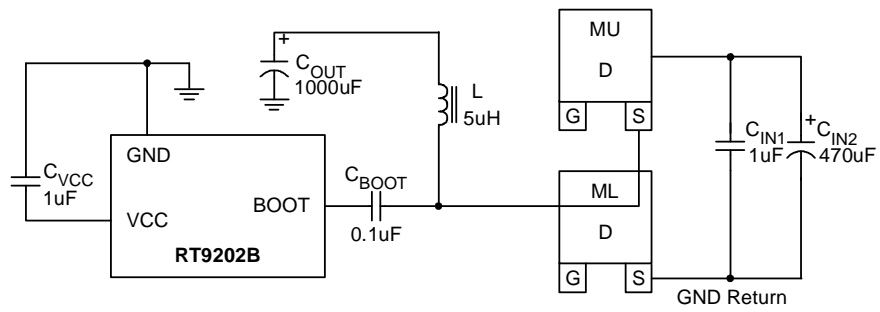 MU
+
C_OUT
D
1000uF
L
5uH
G
S
GND
C_VCC
1uF
C_BOOT
C_IN1
1uF
+
C_IN2
470uF
ML
VCC
BOOT
D
0.1uF
RT9202B
G
S
GND Return